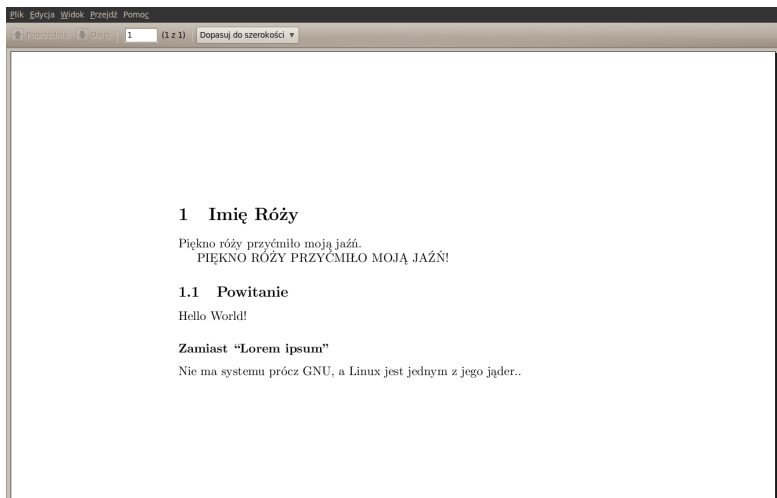 Plik Edycja Widok Przejdź Pomoc
Poprzednie Dalej 1 (1 z 1) Dopasuj do szerokości
1 Imię Róży
Piękno róży przyćmiło moją jaźń.
PIĘKNO RÓŻY PRZYĆMIŁO MOJĄ JAŹŃ!
1.1 Powitanie
Hello World!
Zamiast “Lorem ipsum”
Nie ma systemu prócz GNU, a Linux jest jednym z jego jąder..